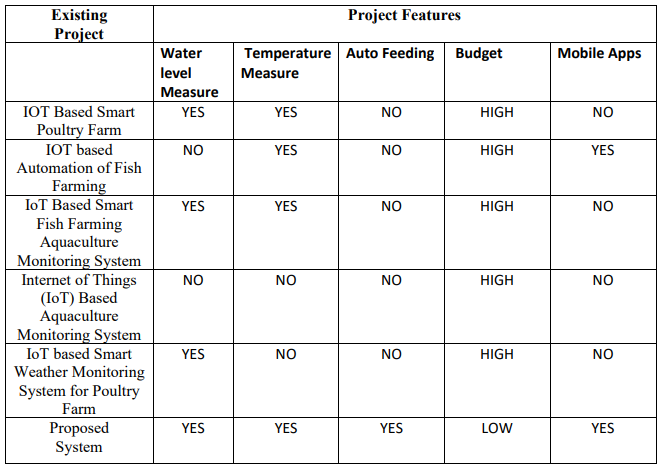 Existing
Project
Project Features
Water
level
Measure
Temperature
Measure
Auto Feeding
Budget
Mobile Apps
IOT Based Smart
Poultry Farm
YES
YES
NO
HIGH
NO
IOT based
Automation of Fish
Farming
NO
YES
NO
HIGH
YES
IoT Based Smart
Fish Farming
Aquaculture
Monitoring System
YES
YES
NO
HIGH
NO
Internet of Things
(IoT) Based
Aquaculture
Monitoring System
NO
NO
NO
HIGH
NO
IoT based Smart
Weather Monitoring
System for Poultry
Farm
YES
NO
NO
HIGH
NO
Proposed
System
YES
YES
YES
LOW
YES